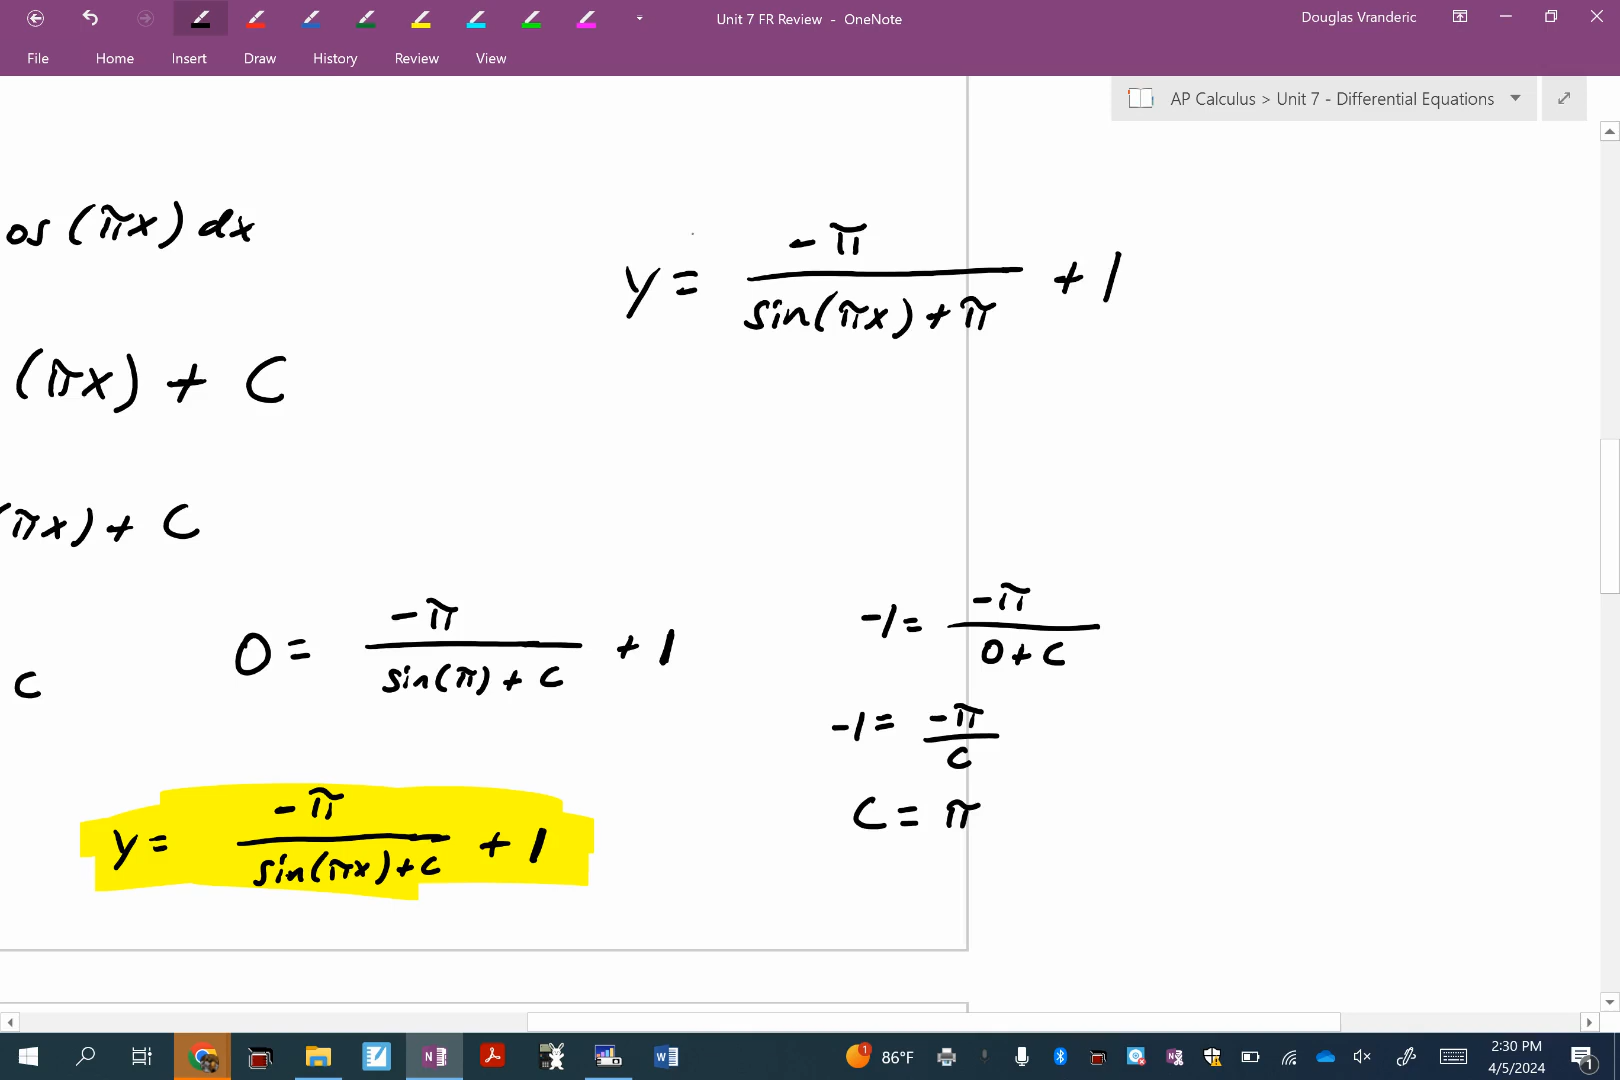 Unit 7 FR Review - OneNote
Douglas Vranderic
File Home Insert Draw History Review View
AP Calculus > Unit 7 - Differential Equations
os (πx) dx
y = -π / (sin(πx) + π) + 1
(πx) + C
(πx) + C
0 = -π / (sin(π) + C) + 1
C
y = -π / (sin(πx) + C) + 1
-1 = -π / (0 + C)
-1 = -π / C
C = π
1
86°F
2:30 PM
4/5/2024
1